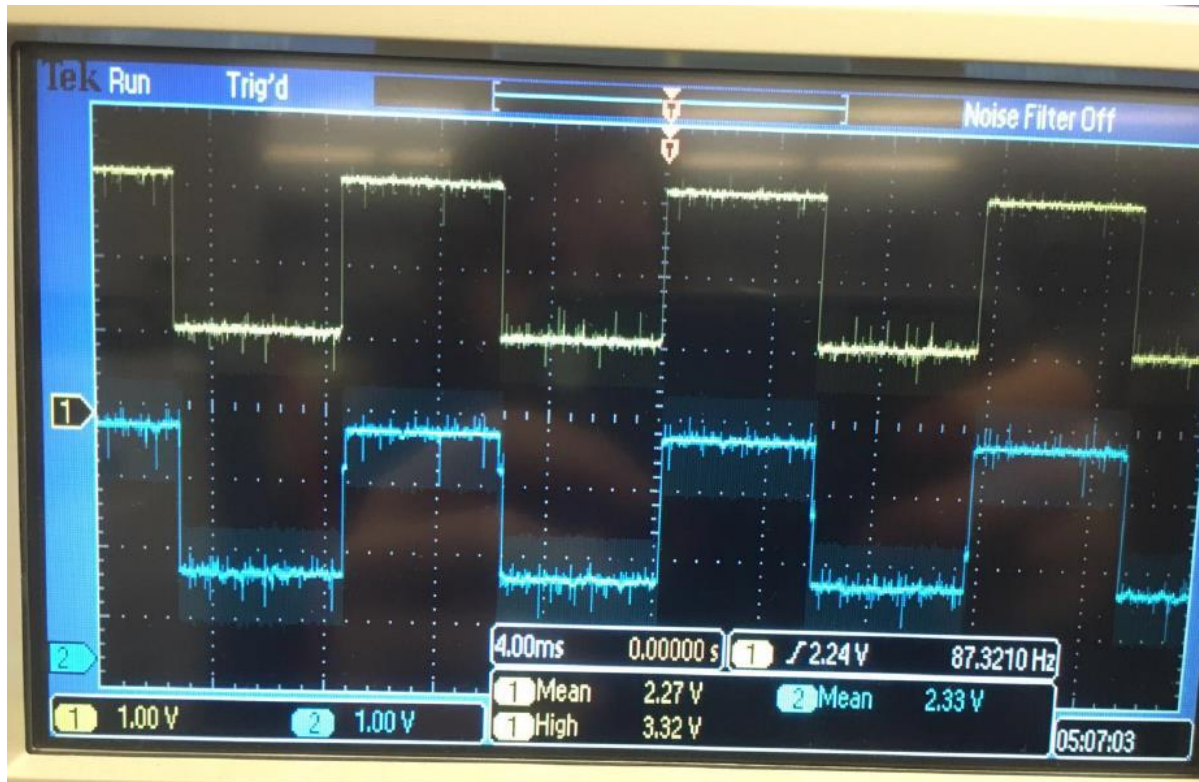 Tek Run Trig'd
Noise Filter Off
T
T
1
2
4.00ms 0.00000 s 1 2.24 V 87.3210 Hz
1 Mean 2.27 V 2 Mean 2.33 V
1 High 3.32 V
1 1.00 V 2 1.00 V
05:07:03